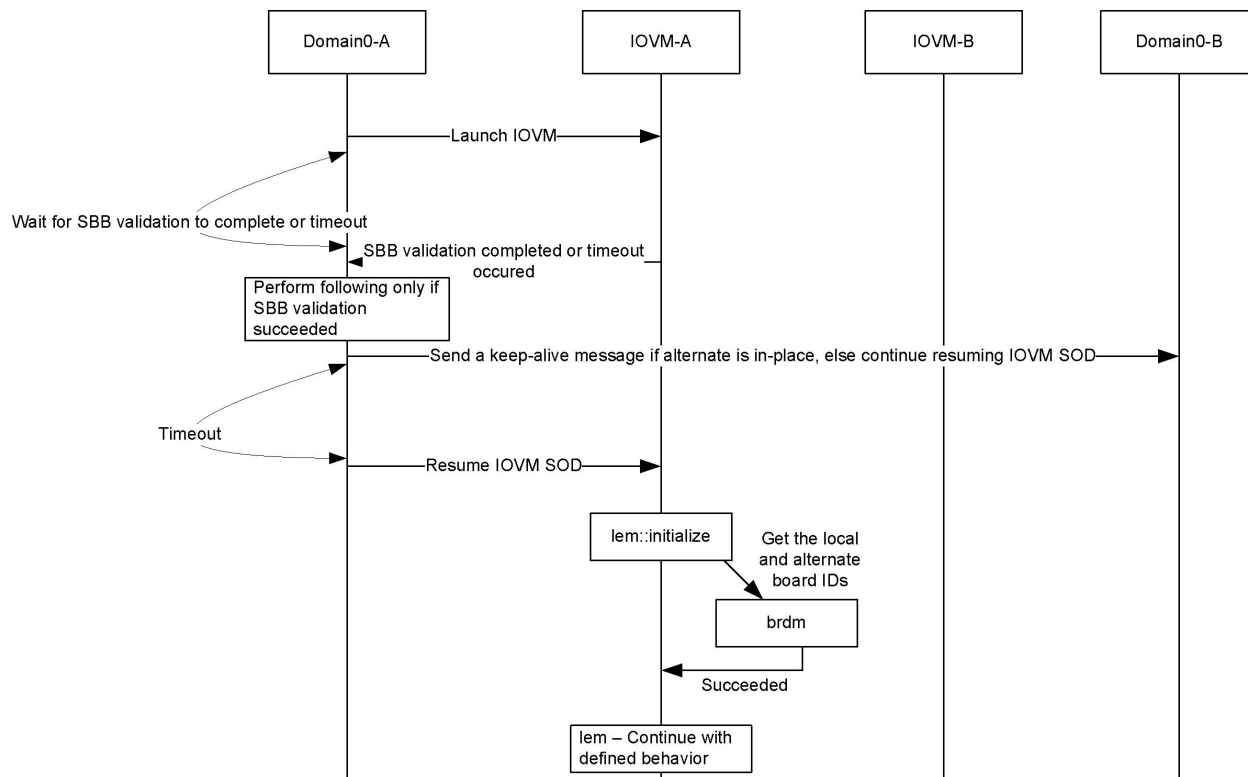 Domain0-A
IOVM-A
IOVM-B
Domain0-B
Launch IOVM
Wait for SBB validation to complete or timeout
SBB validation completed or timeout
occured
Perform following only if
SBB validation
succeeded
Send a keep-alive message if alternate is in-place, else continue resuming IOVM SOD
Timeout
Resume IOVM SOD
lem::initialize
Get the local
and alternate
board IDs
brdm
Succeeded
lem – Continue with
defined behavior